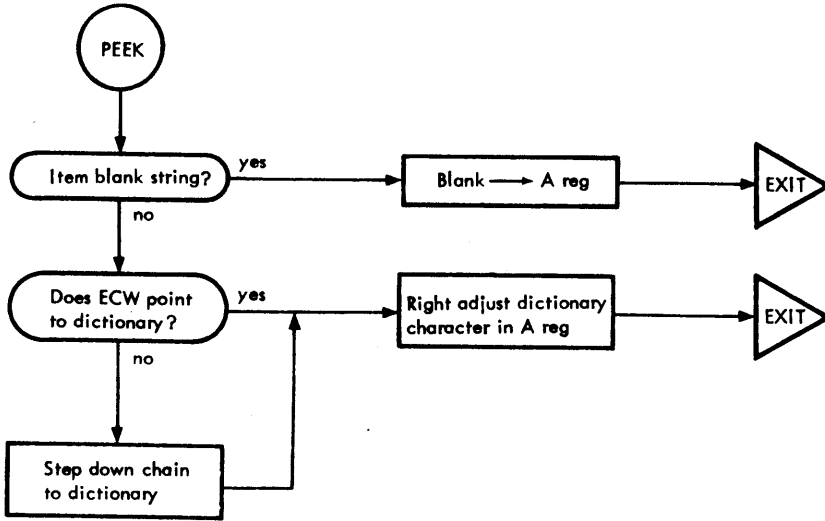 PEEK
Item blank string?
yes
Blank → A reg
EXIT
no
Does ECW point
to dictionary?
yes
Right adjust dictionary
character in A reg
EXIT
no
Step down chain
to dictionary